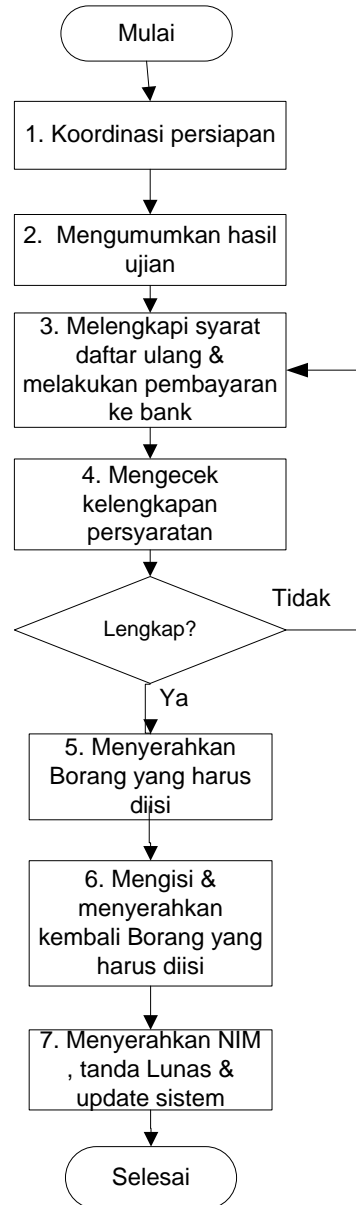 Mulai
1. Koordinasi persiapan
2.  Mengumumkan hasil
ujian
3. Melengkapi syarat
daftar ulang &
melakukan pembayaran
ke bank
4. Mengecek
kelengkapan
persyaratan
Lengkap?
Tidak
Ya
5. Menyerahkan
Borang yang harus
diisi
6. Mengisi &
menyerahkan
kembali Borang yang
harus diisi
7. Menyerahkan NIM
, tanda Lunas &
update sistem
Selesai